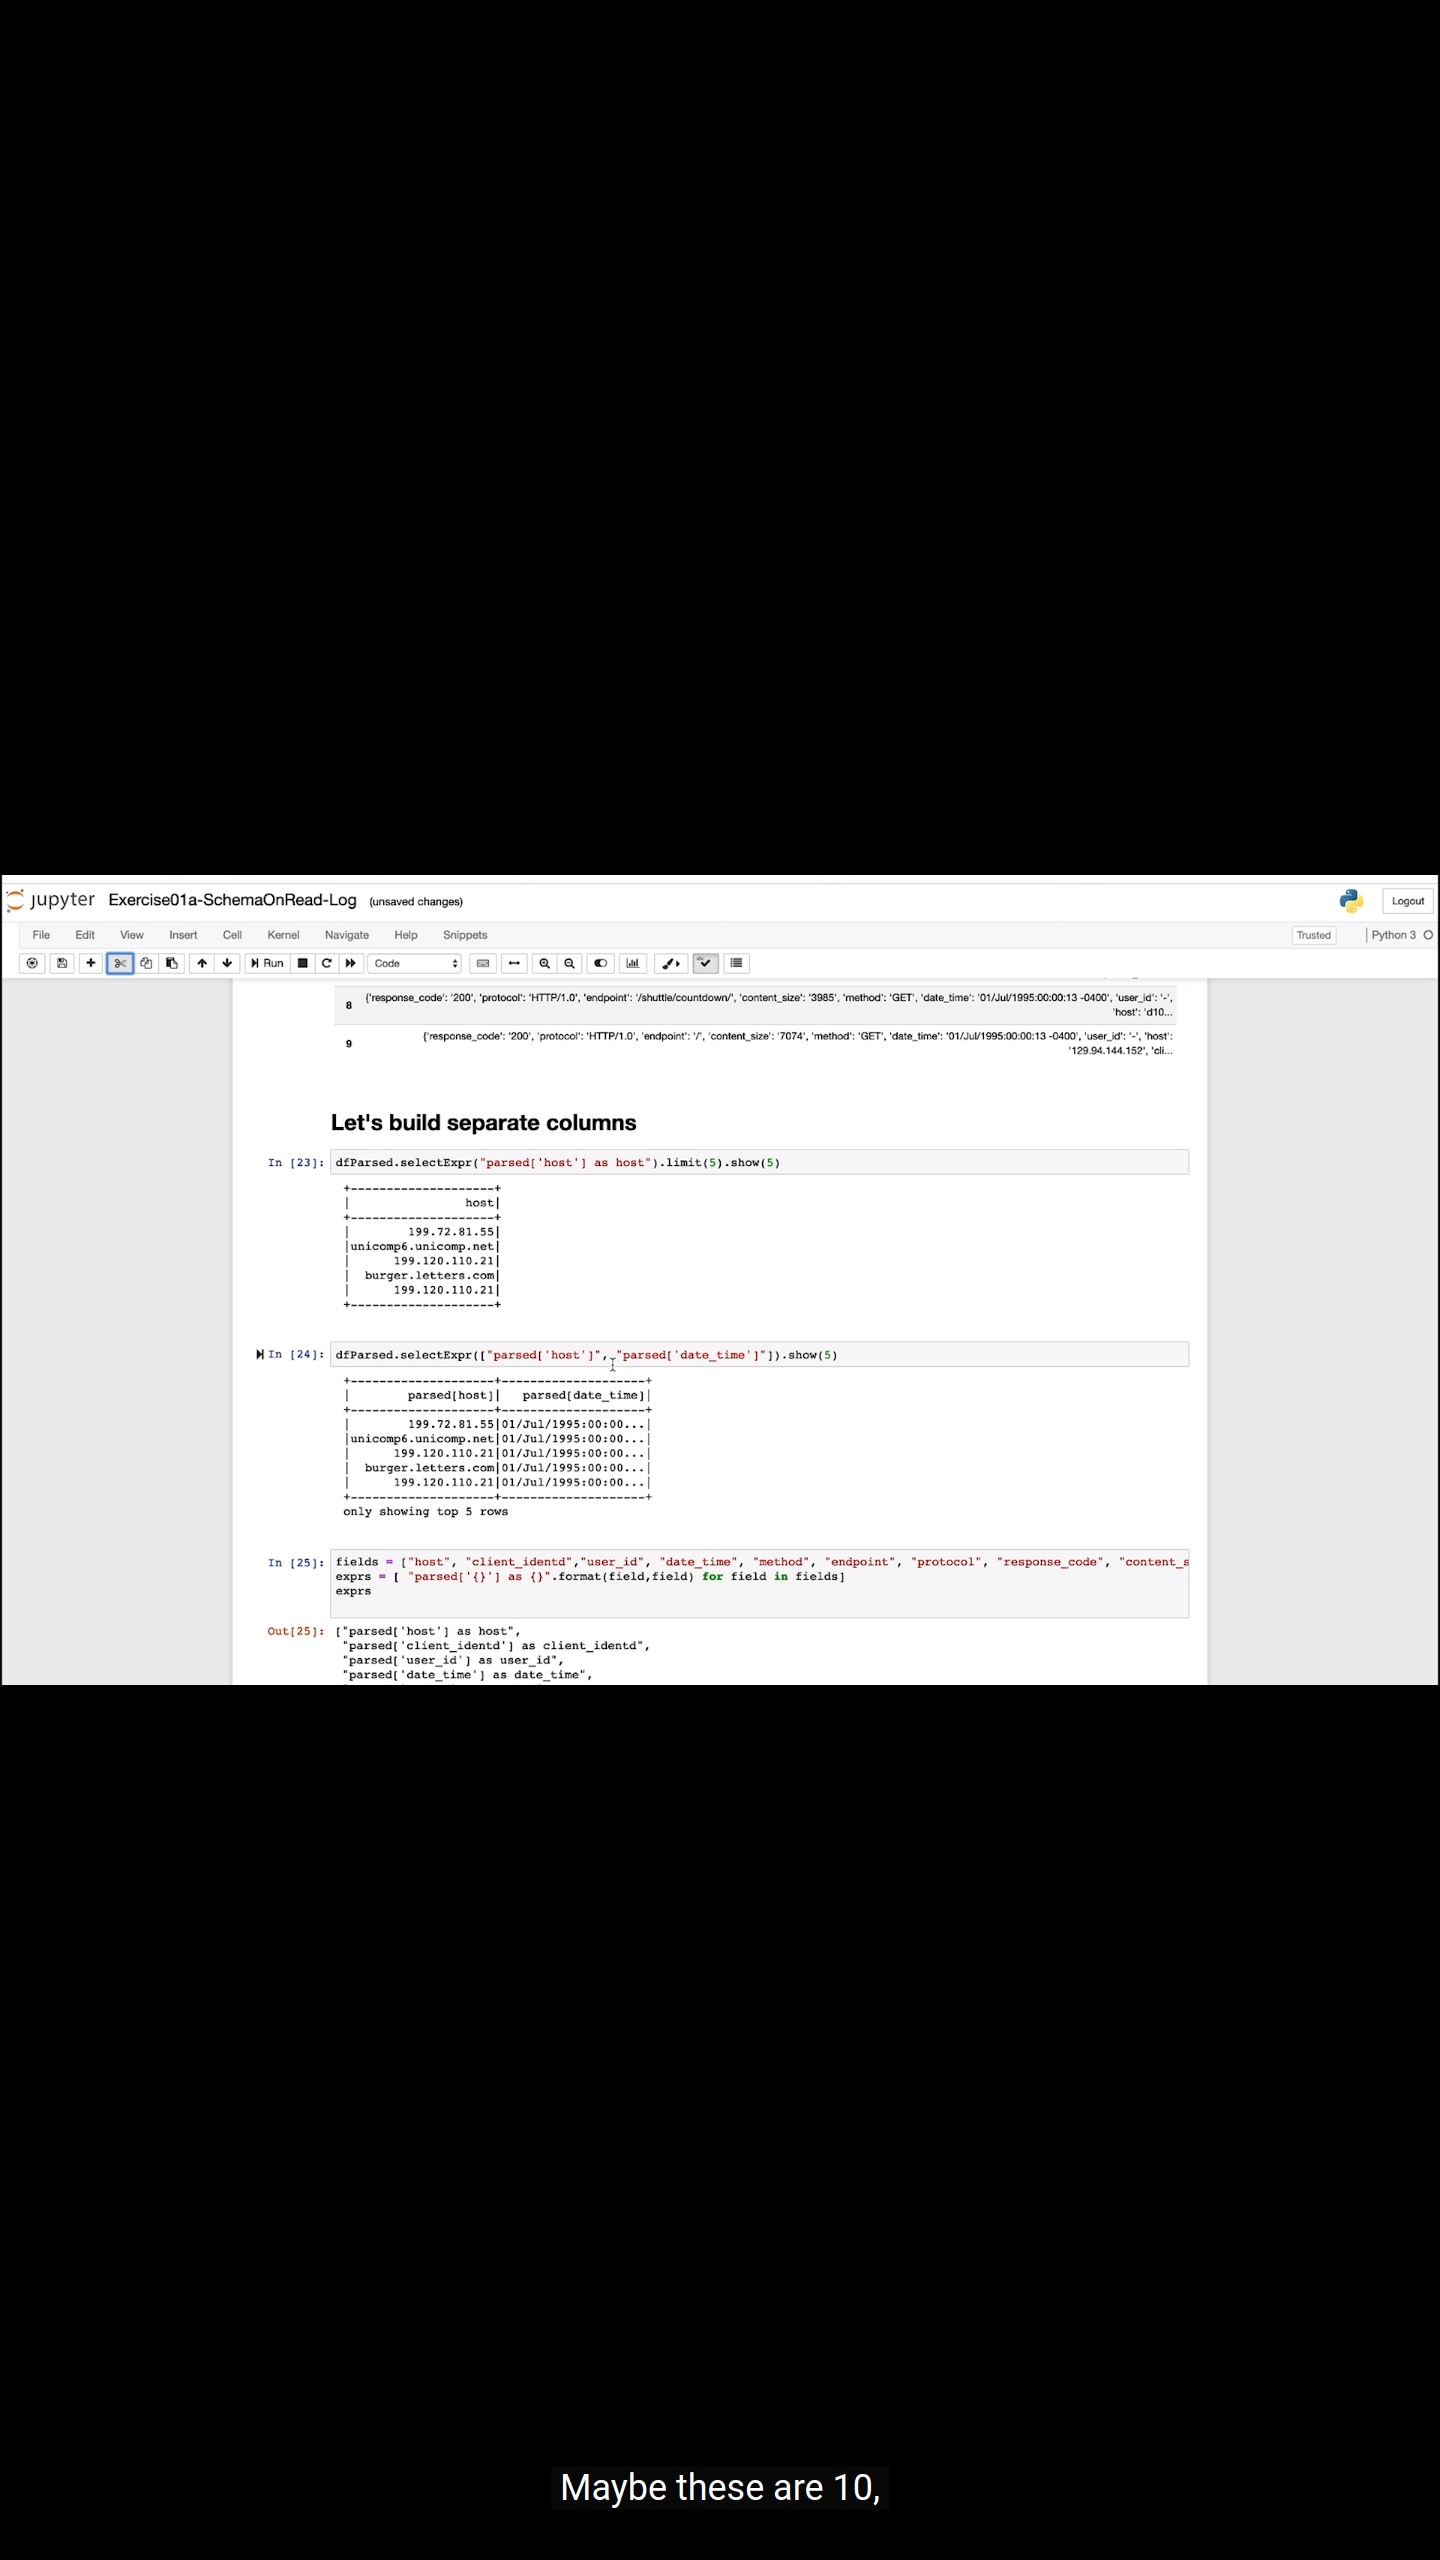 jupyter Exercise01a-SchemaOnRead-Log (unsaved changes) Logout
File Edit View Insert Cell Kernel Navigate Help Snippets Trusted Python 3
Run Code
8 {'response_code': '200', 'protocol': 'HTTP/1.0', 'endpoint': '/shuttle/countdown/', 'content_size': '3985', 'method': 'GET', 'date_time': '01/Jul/1995:00:00:13 -0400', 'user_id': '-',
'host': 'd10...
9 {'response_code': '200', 'protocol': 'HTTP/1.0', 'endpoint': '/', 'content_size': '7074', 'method': 'GET', 'date_time': '01/Jul/1995:00:00:13 -0400', 'user_id': '-', 'host':
'129.94.144.152', 'cli...
Let's build separate columns
In [23]: dfParsed.selectExpr("parsed['host'] as host").limit(5).show(5)
+--------------------+
|                host|
+--------------------+
|        199.72.81.55|
|unicomp6.unicomp.net|
|      199.120.110.21|
|  burger.letters.com|
|      199.120.110.21|
+--------------------+
In [24]: dfParsed.selectExpr(["parsed['host']", "parsed['date_time']"]).show(5)
+--------------------+--------------------+
|        parsed[host]|   parsed[date_time]|
+--------------------+--------------------+
|        199.72.81.55|01/Jul/1995:00:00...|
|unicomp6.unicomp.net|01/Jul/1995:00:00...|
|      199.120.110.21|01/Jul/1995:00:00...|
|  burger.letters.com|01/Jul/1995:00:00...|
|      199.120.110.21|01/Jul/1995:00:00...|
+--------------------+--------------------+
only showing top 5 rows
In [25]: fields = ["host", "client_identd","user_id", "date_time", "method", "endpoint", "protocol", "response_code", "content_s
exprs = [ "parsed['{}'] as {}".format(field,field) for field in fields]
exprs
Out[25]: ["parsed['host'] as host",
"parsed['client_identd'] as client_identd",
"parsed['user_id'] as user_id",
"parsed['date_time'] as date_time",
Maybe these are 10,